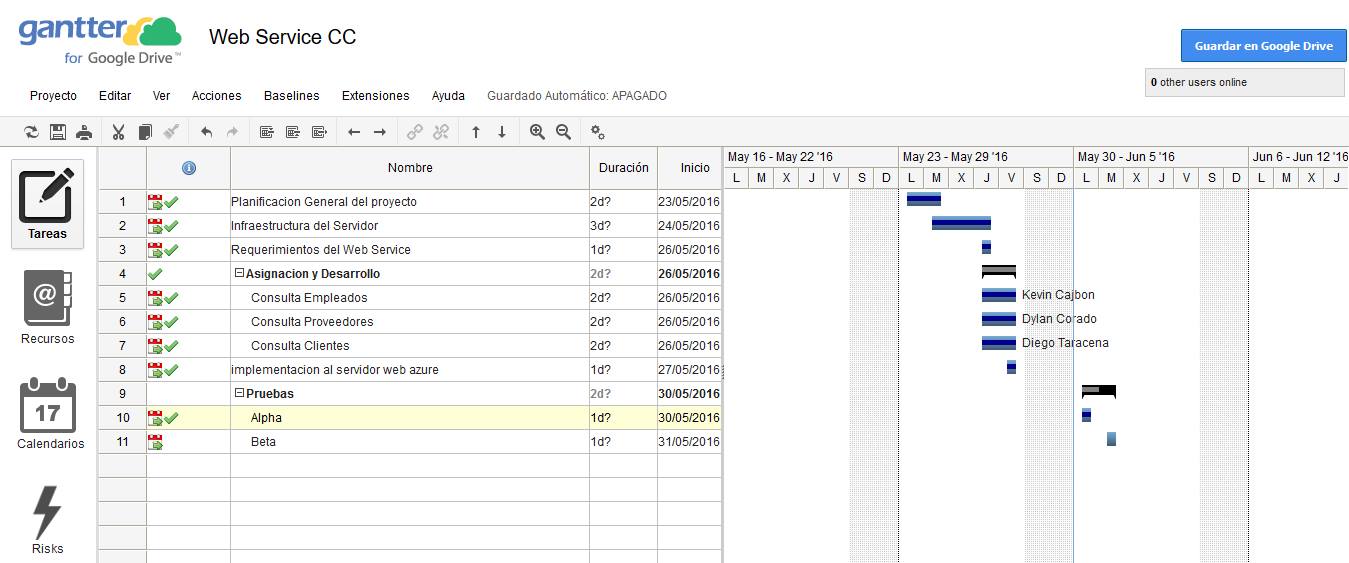 gantter
for Google Drive™
Web Service CC
Guardar en Google Drive
0 other users online
Proyecto Editar Ver Acciones Baselines Extensiones Ayuda Guardado Automático: APAGADO
Tareas
Recursos
17
Calendarios
Risks
Nombre Duración Inicio
1 Planificacion General del proyecto 2d? 23/05/2016
2 Infraestructura del Servidor 3d? 24/05/2016
3 Requerimientos del Web Service 1d? 26/05/2016
4 Asignacion y Desarrollo 2d? 26/05/2016
5 Consulta Empleados 2d? 26/05/2016
6 Consulta Proveedores 2d? 26/05/2016
7 Consulta Clientes 2d? 26/05/2016
8 implementacion al servidor web azure 1d? 27/05/2016
9 Pruebas 2d? 30/05/2016
10 Alpha 1d? 30/05/2016
11 Beta 1d? 31/05/2016
May 16 - May 22 '16 May 23 - May 29 '16 May 30 - Jun 5 '16 Jun 6 - Jun 12 '16
L M X J V S D L M X J V S D L M X J V S D L M X J
Kevin Cajbon
Dylan Corado
Diego Taracena